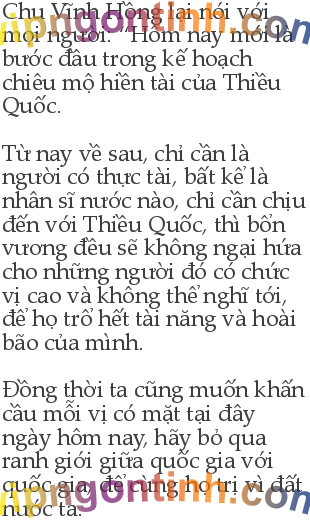 Chu Vĩnh Hồng lại nói với
mọi người: "Hôm nay mới là
bước đầu trong kế hoạch
chiêu mộ hiền tài của Thiều
Quốc.
Từ nay về sau, chỉ cần là
người có thực tài, bất kể là
nhân sĩ nước nào, chỉ cần chịu
đến với Thiều Quốc, thì bổn
vương đều sẽ không ngại hứa
cho những người đó có chức
vị cao và không thể nghĩ tới,
để họ trổ hết tài năng và hoài
bão của mình.
Đồng thời ta cũng muốn khấn
cầu mỗi vị có mặt tại đây
ngày hôm nay, hãy bỏ qua
ranh giới giữa quốc gia với
quốc gia, để cùng họ trị vì đất
nước ta.